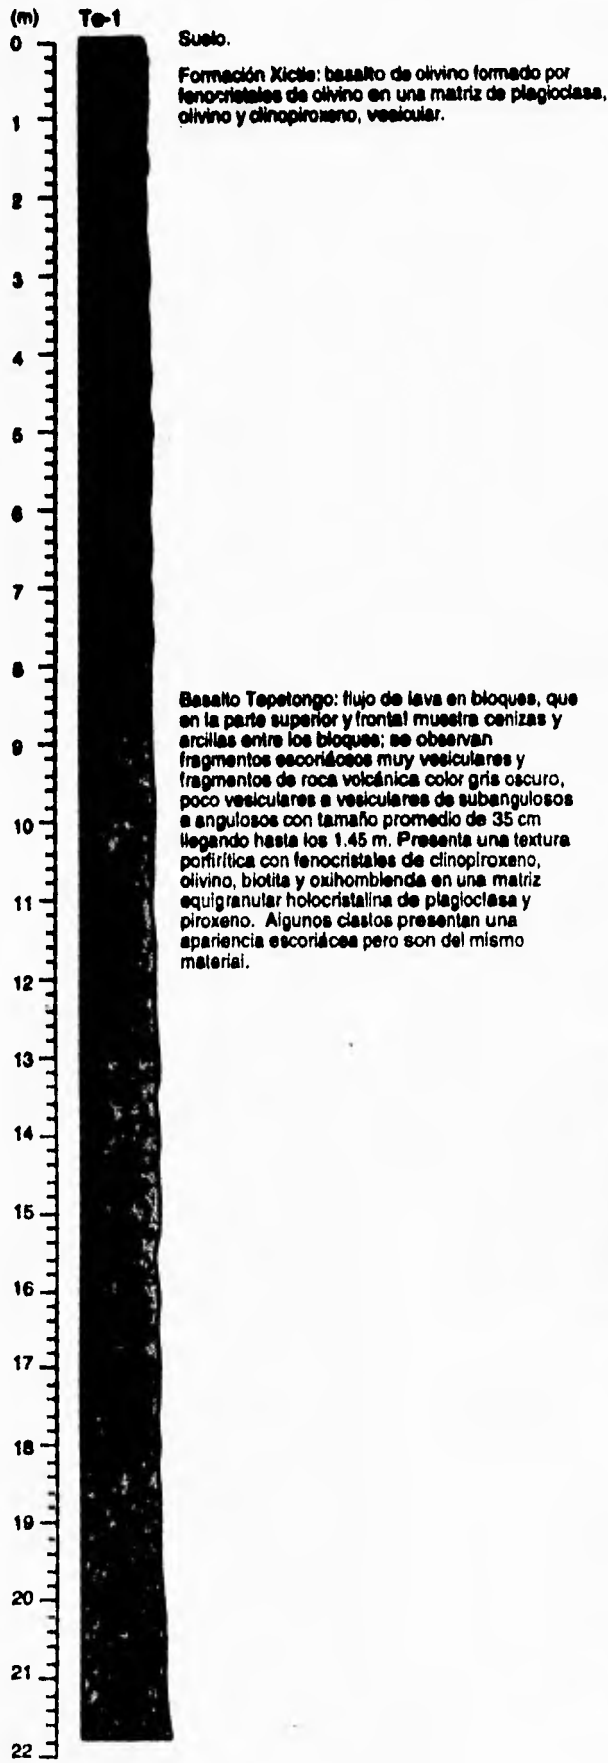 (m) Te-1
0
Suelo.
Formación Xictle: basalto de olivino formado por
fenocristales de olivino en una matriz de plagioclasa,
olivino y clinopiroxeno, vesicular.
1
2
3
4
5
6
7
8
Basalto Tepetongo: flujo de lava en bloques, que
en la parte superior y frontal muestra cenizas y
arcillas entre los bloques; se observan
fragmentos escoriáceos muy vesiculares y
fragmentos de roca volcánica color gris oscuro,
poco vesiculares a vesiculares de subangulosos
a angulosos con tamaño promedio de 35 cm
llegando hasta los 1.45 m. Presenta una textura
porfirítica con fenocristales de clinopiroxeno,
olivino, biotita y oxihornblenda en una matriz
equigranular holocristalina de plagioclasa y
piroxeno. Algunos clastos presentan una
apariencia escoriácea pero son del mismo
material.
9
10
11
12
13
14
15
16
17
18
19
20
21
22